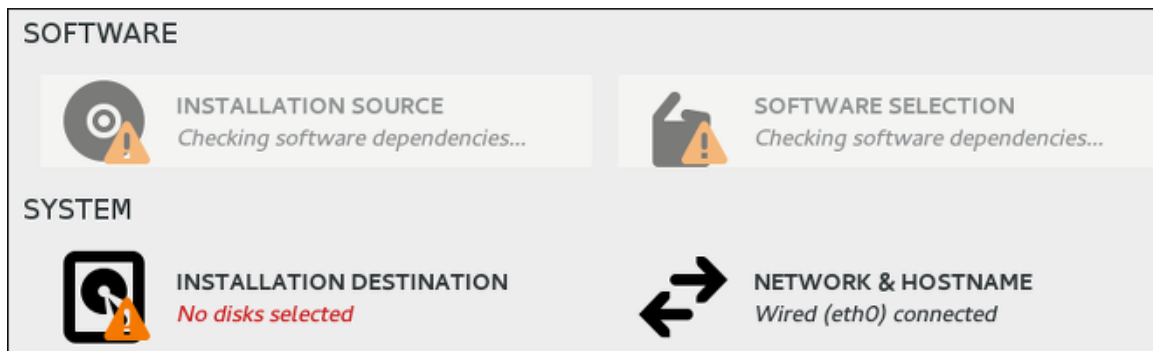 SOFTWARE
INSTALLATION SOURCE
Checking software dependencies...
SOFTWARE SELECTION
Checking software dependencies...
SYSTEM
INSTALLATION DESTINATION
No disks selected
NETWORK & HOSTNAME
Wired (eth0) connected